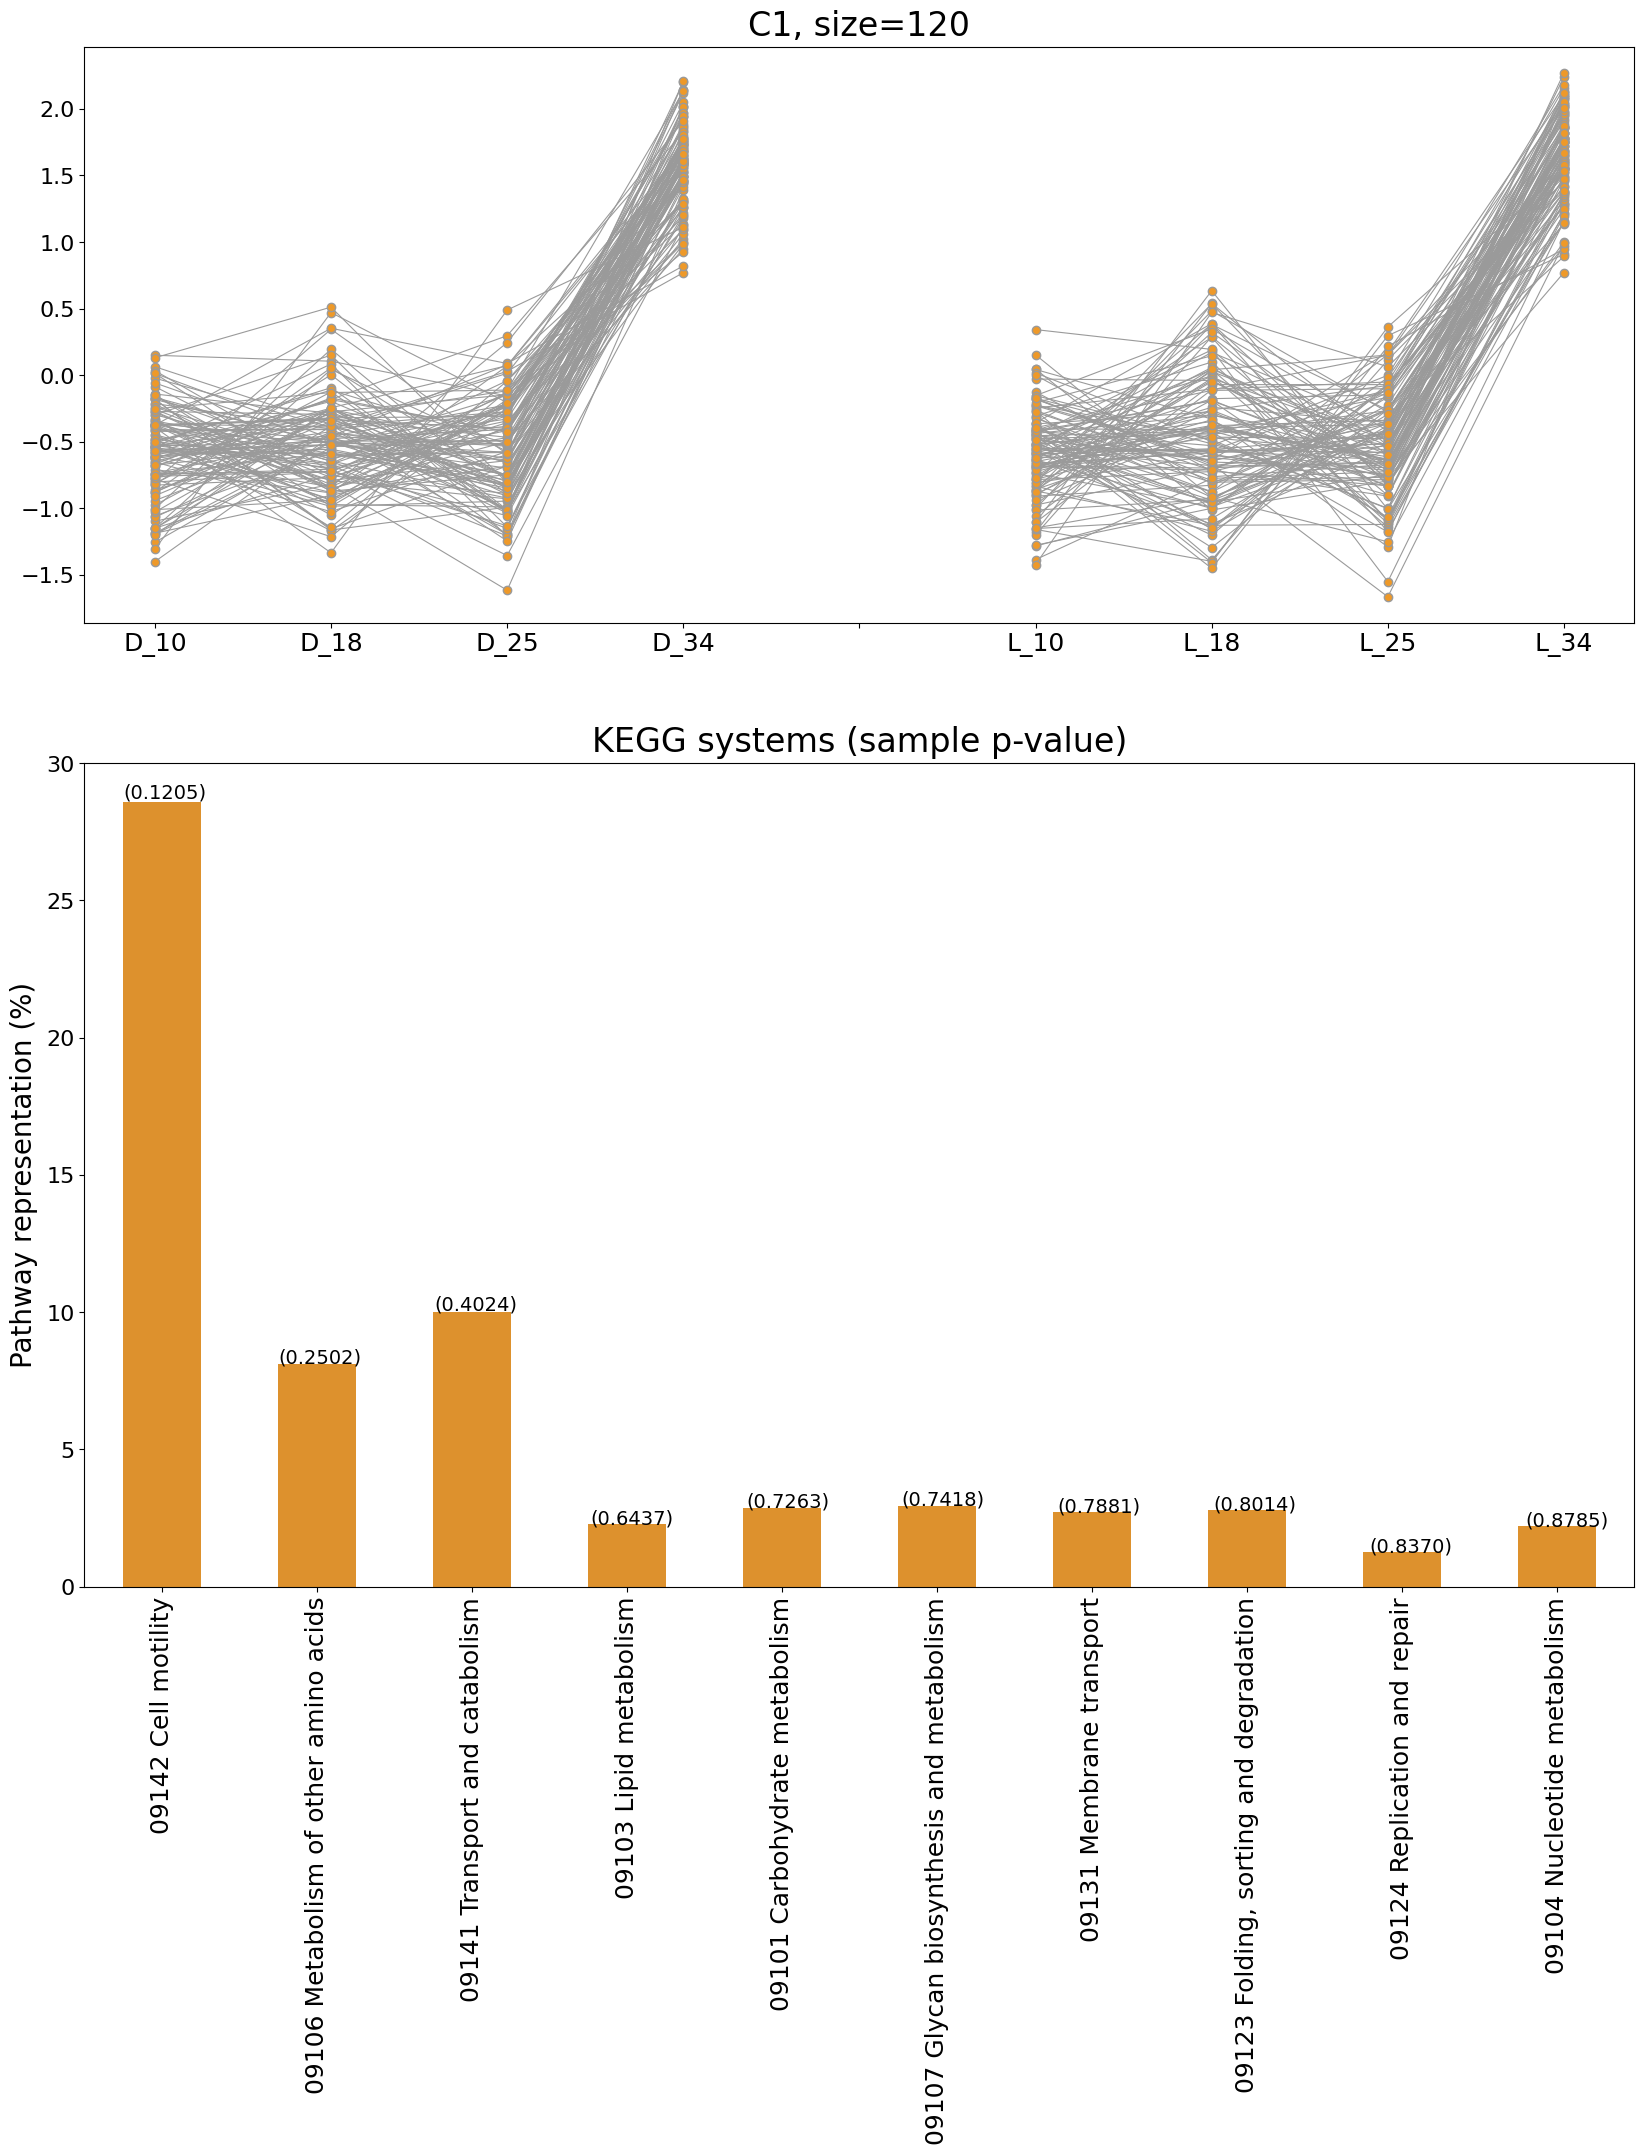 C1, size=120
2.0
1.5
1.0
0.5
0.0
−0.5
−1.0
−1.5
D_10 D_18 D_25 D_34 L_10 L_18 L_25 L_34
KEGG systems (sample p-value)
Pathway representation (%)
30
25
20
15
10
5
0
(0.1205)
(0.2502)
(0.4024)
(0.6437)
(0.7263)
(0.7418)
(0.7881)
(0.8014)
(0.8370)
(0.8785)
09142 Cell motility
09106 Metabolism of other amino acids
09141 Transport and catabolism
09103 Lipid metabolism
09101 Carbohydrate metabolism
09107 Glycan biosynthesis and metabolism
09131 Membrane transport
09123 Folding, sorting and degradation
09124 Replication and repair
09104 Nucleotide metabolism